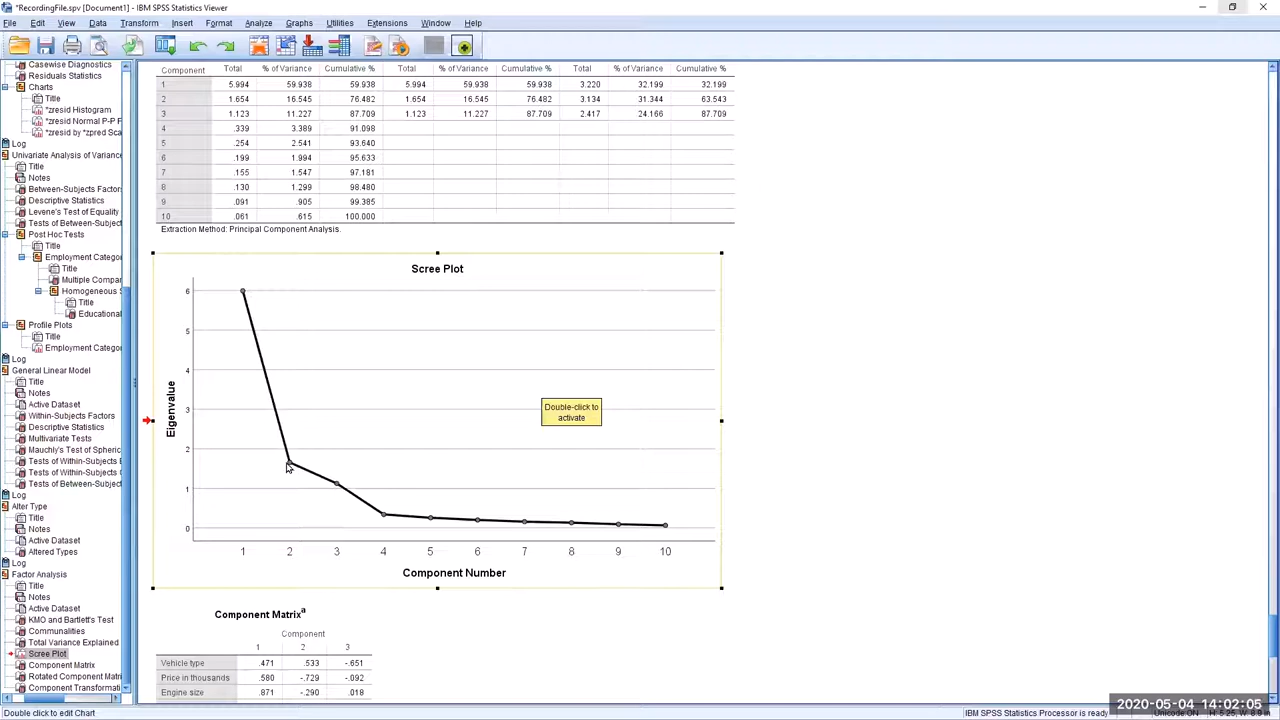 *RecordingFile.spv [Document1] - IBM SPSS Statistics Viewer
File Edit View Data Transform Insert Format Analyze Graphs Utilities Extensions Window Help
Casewise Diagnostics
Residuals Statistics
Charts
Title
*zresid Histogram
*zresid Normal P-P F
*zresid by *zpred Sca
Log
Univariate Analysis of Variance
Title
Notes
Between-Subjects Factors
Descriptive Statistics
Levene's Test of Equality
Tests of Between-Subject
Post Hoc Tests
Title
Employment Catego
Title
Multiple Compa
Homogeneous S
Title
Educational
Profile Plots
Title
Employment Catego
Log
General Linear Model
Title
Notes
Active Dataset
Within-Subjects Factors
Descriptive Statistics
Multivariate Tests
Mauchly's Test of Spheric
Tests of Within-Subjects E
Tests of Within-Subjects C
Tests of Between-Subject
Log
Alter Type
Title
Notes
Active Dataset
Altered Types
Log
Factor Analysis
Title
Notes
Active Dataset
KMO and Bartlett's Test
Communalities
Total Variance Explained
Scree Plot
Component Matrix
Rotated Component Matri
Component Transformati
Component Total % of Variance Cumulative % Total % of Variance Cumulative % Total % of Variance Cumulative %
1 5.994 59.938 59.938 5.994 59.938 59.938 3.220 32.199 32.199
2 1.654 16.545 76.482 1.654 16.545 76.482 3.134 31.344 63.543
3 1.123 11.227 87.709 1.123 11.227 87.709 2.417 24.166 87.709
4 .339 3.389 91.098
5 .254 2.541 93.640
6 .199 1.994 95.633
7 .155 1.547 97.181
8 .130 1.299 98.480
9 .091 .905 99.385
10 .061 .615 100.000
Extraction Method: Principal Component Analysis.
Scree Plot
Eigenvalue
6
5
4
3
2
1
0
Double-click to
activate
1 2 3 4 5 6 7 8 9 10
Component Number
Component Matrixa
Component
1 2 3
Vehicle type .471 .533 -.651
Price in thousands .580 -.729 -.092
Engine size .871 -.290 .018
Double click to edit Chart
IBM SPSS Statistics Processor is ready
2020-05-04 14:02:05